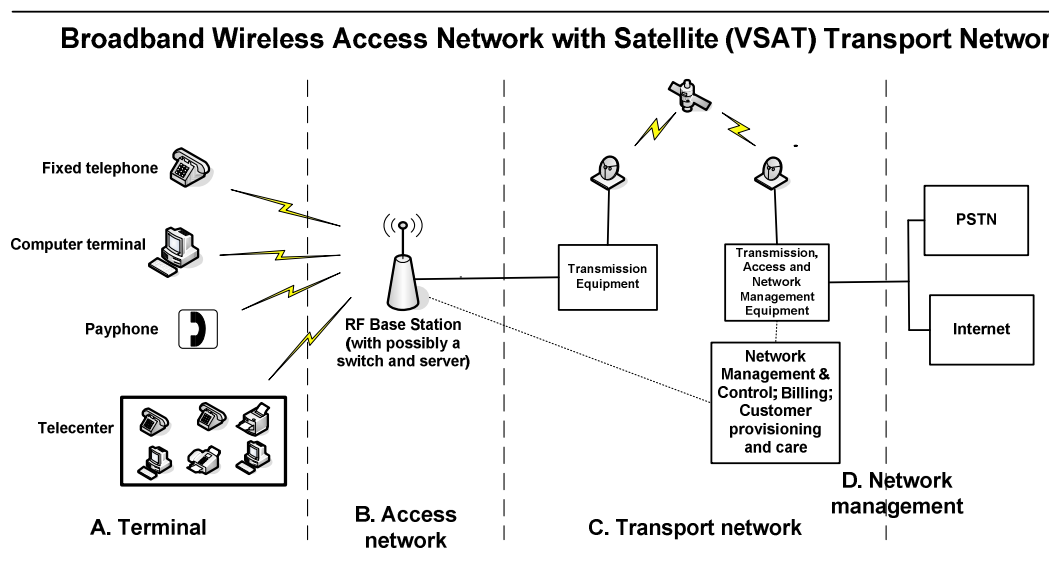 Broadband Wireless Access Network with Satellite (VSAT) Transport Networ
Fixed telephone
Computer terminal
Payphone
Telecenter
RF Base Station
(with possibly a
switch and server)
Transmission
Equipment
Transmission,
Access and
Network
Management
Equipment
Network
Management &
Control; Billing;
Customer
provisioning
and care
PSTN
Internet
A. Terminal
B. Access
network
C. Transport network
D. Network
management